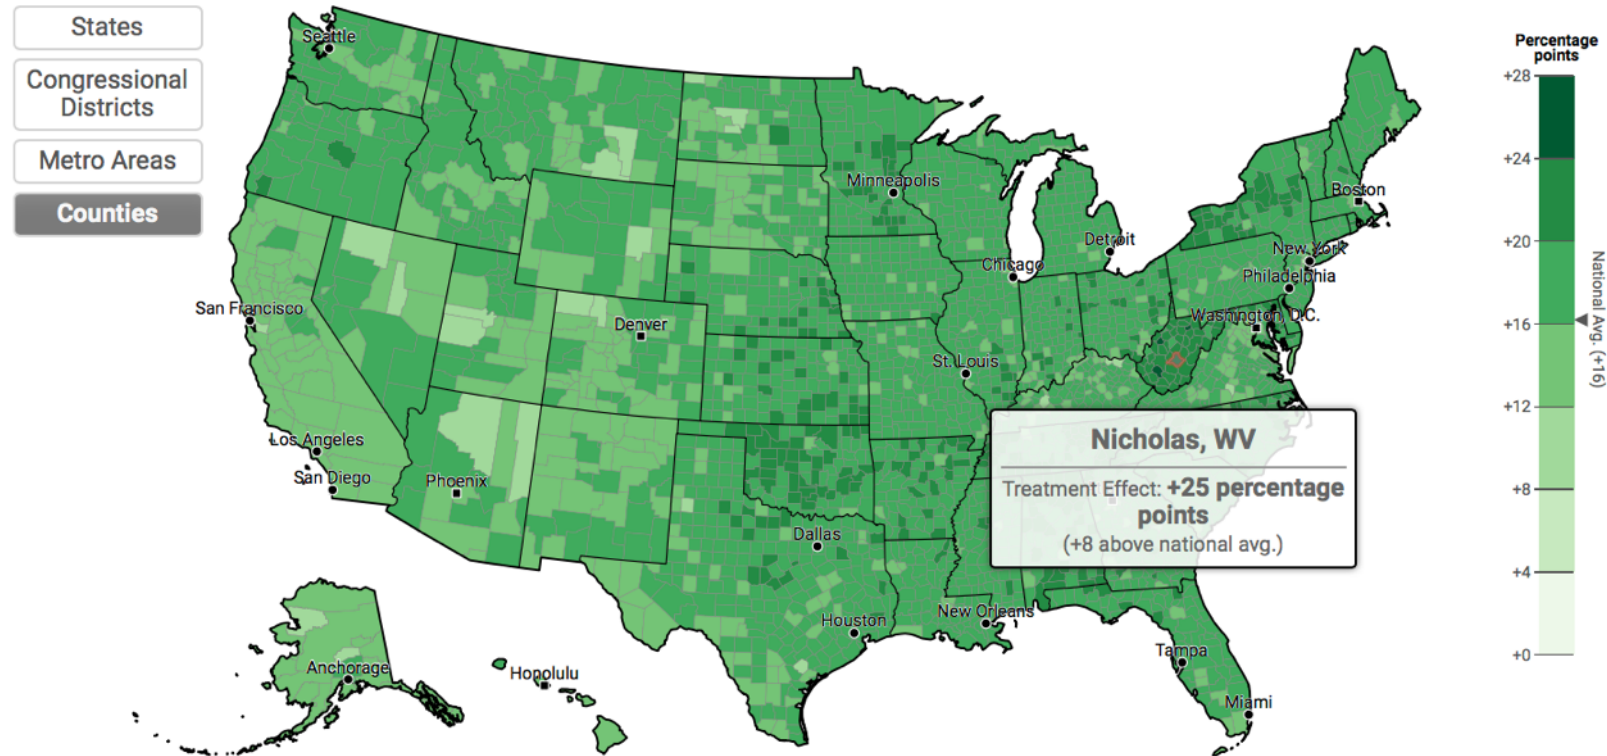 States
Congressional
Districts
Metro Areas
Counties
Seattle
Minneapolis
Boston
Detroit
New York
Chicago
Philadelphia
San Francisco
Denver
Washington, D.C.
St. Louis
Los Angeles
San Diego
Phoenix
Dallas
Houston
New Orleans
Tampa
Miami
Anchorage
Honolulu
Nicholas, WV
Treatment Effect: +25 percentage
points
(+8 above national avg.)
Percentage
points
+28
+24
+20
+16
+12
+8
+4
+0
National Avg. (+16)